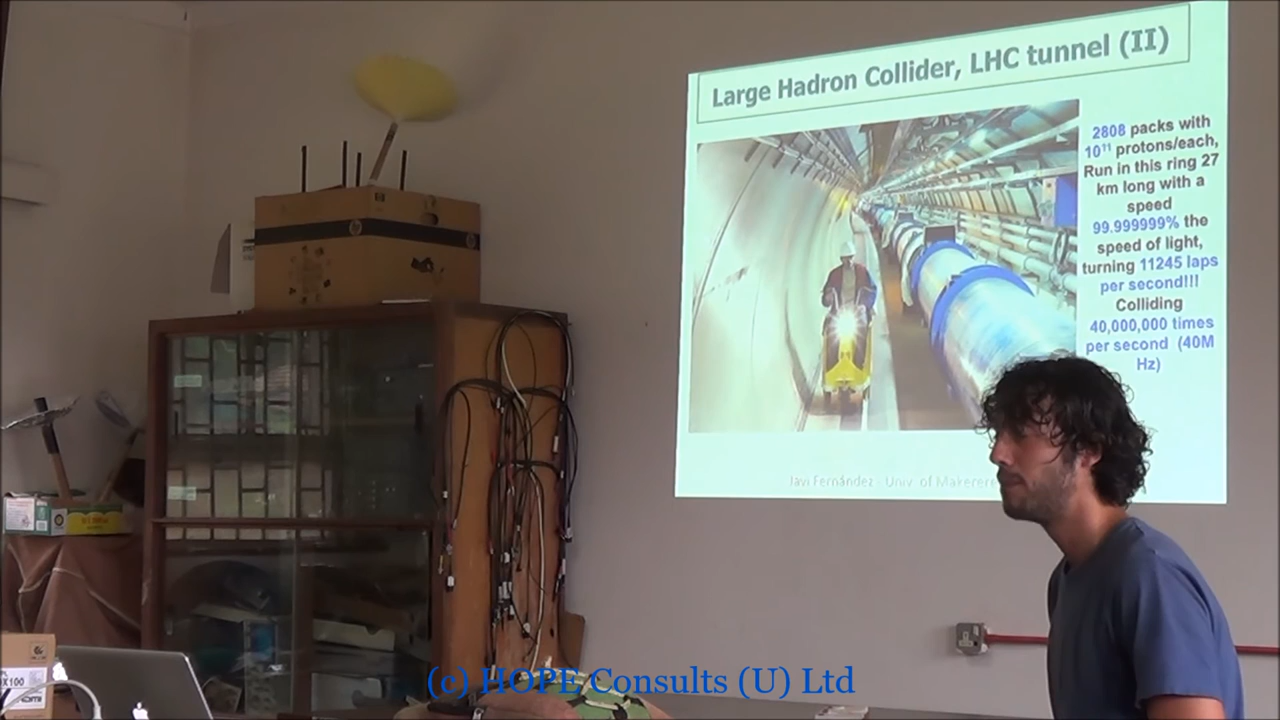 Large Hadron Collider, LHC tunnel (II)
2808 packs with
10¹¹ protons/each,
Run in this ring 27
km long with a
speed
99.999999% the
speed of light,
turning 11245 laps
per second!!!
Colliding
40,000,000 times
per second (40M
Hz)
Javi Fernández Univ. of Makerere
X100
(c) HOPE Consults (U) Ltd